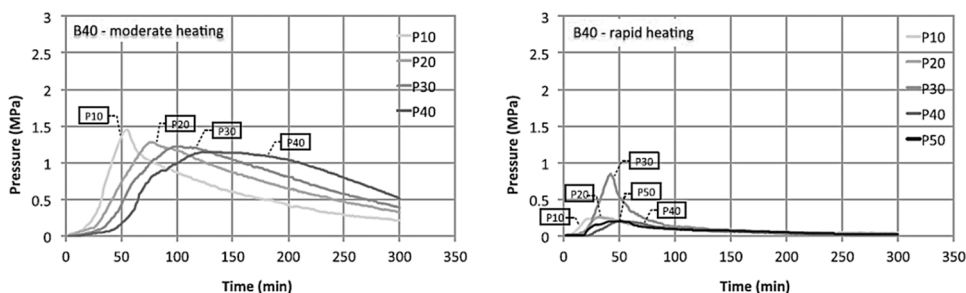 B40 - moderate heating
3
2.5
2
1.5
1
0.5
0
Pressure (MPa)
0 50 100 150 200 250 300 350
Time (min)
P10
P20
P30
P40
P10
P20
P30
P40
B40 - rapid heating
3
2.5
2
1.5
1
0.5
0
Pressure (MPa)
0 50 100 150 200 250 300 350
Time (min)
P10
P20
P30
P40
P50
P30
P20
P50
P10
P40